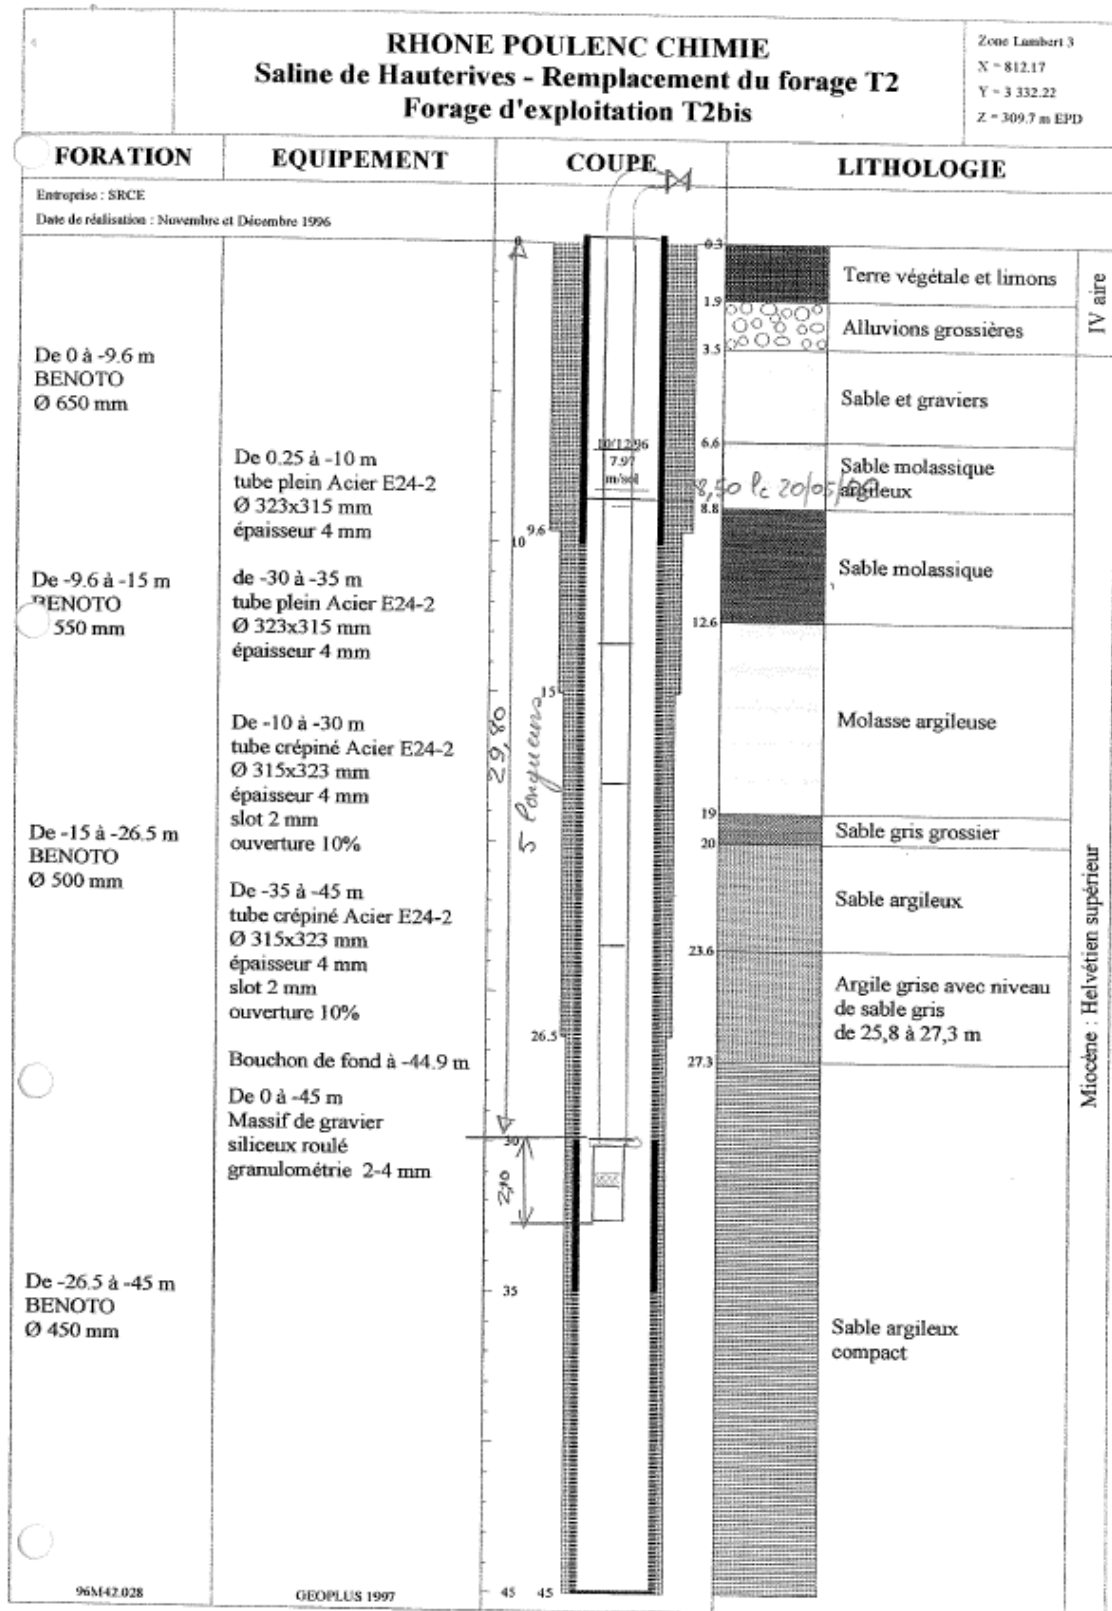 RHONE POULENC CHIMIE
Saline de Hauterives - Remplacement du forage T2
Forage d'exploitation T2bis
Zone Lambert 3
X = 812.17
Y = 3 332.22
Z = 309.7 m EPD
FORATION
EQUIPEMENT
COUPE
LITHOLOGIE
Entreprise : SRCE
Date de réalisation : Novembre et Décembre 1996
De 0 à -9.6 m
BENOTO
Ø 650 mm
De -9.6 à -15 m
BENOTO
550 mm
De -15 à -26.5 m
BENOTO
Ø 500 mm
De -26.5 à -45 m
BENOTO
Ø 450 mm
De 0.25 à -10 m
tube plein Acier E24-2
Ø 323x315 mm
épaisseur 4 mm
de -30 à -35 m
tube plein Acier E24-2
Ø 323x315 mm
épaisseur 4 mm
De -10 à -30 m
tube crépiné Acier E24-2
Ø 315x323 mm
épaisseur 4 mm
slot 2 mm
ouverture 10%
De -35 à -45 m
tube crépiné Acier E24-2
Ø 315x323 mm
épaisseur 4 mm
slot 2 mm
ouverture 10%
Bouchon de fond à -44.9 m
De 0 à -45 m
Massif de gravier
siliceux roulé
granulométrie 2-4 mm
0
10/12/96
7.97
m/sol
9.6
10
15
29,80
5 longueurs
26.5
30
2,10
35
45
45
8,50 le 20/05/
0.3
1.9
3.5
6.6
8.8
12.6
19
20
23.6
27.3
Terre végétale et limons
Alluvions grossières
Sable et graviers
Sable molassique
argileux
Sable molassique
Molasse argileuse
Sable gris grossier
Sable argileux
Argile grise avec niveau
de sable gris
de 25,8 à 27,3 m
Sable argileux
compact
IV aire
Miocène : Helvétien supérieur
96M42.028
GEOPLUS 1997